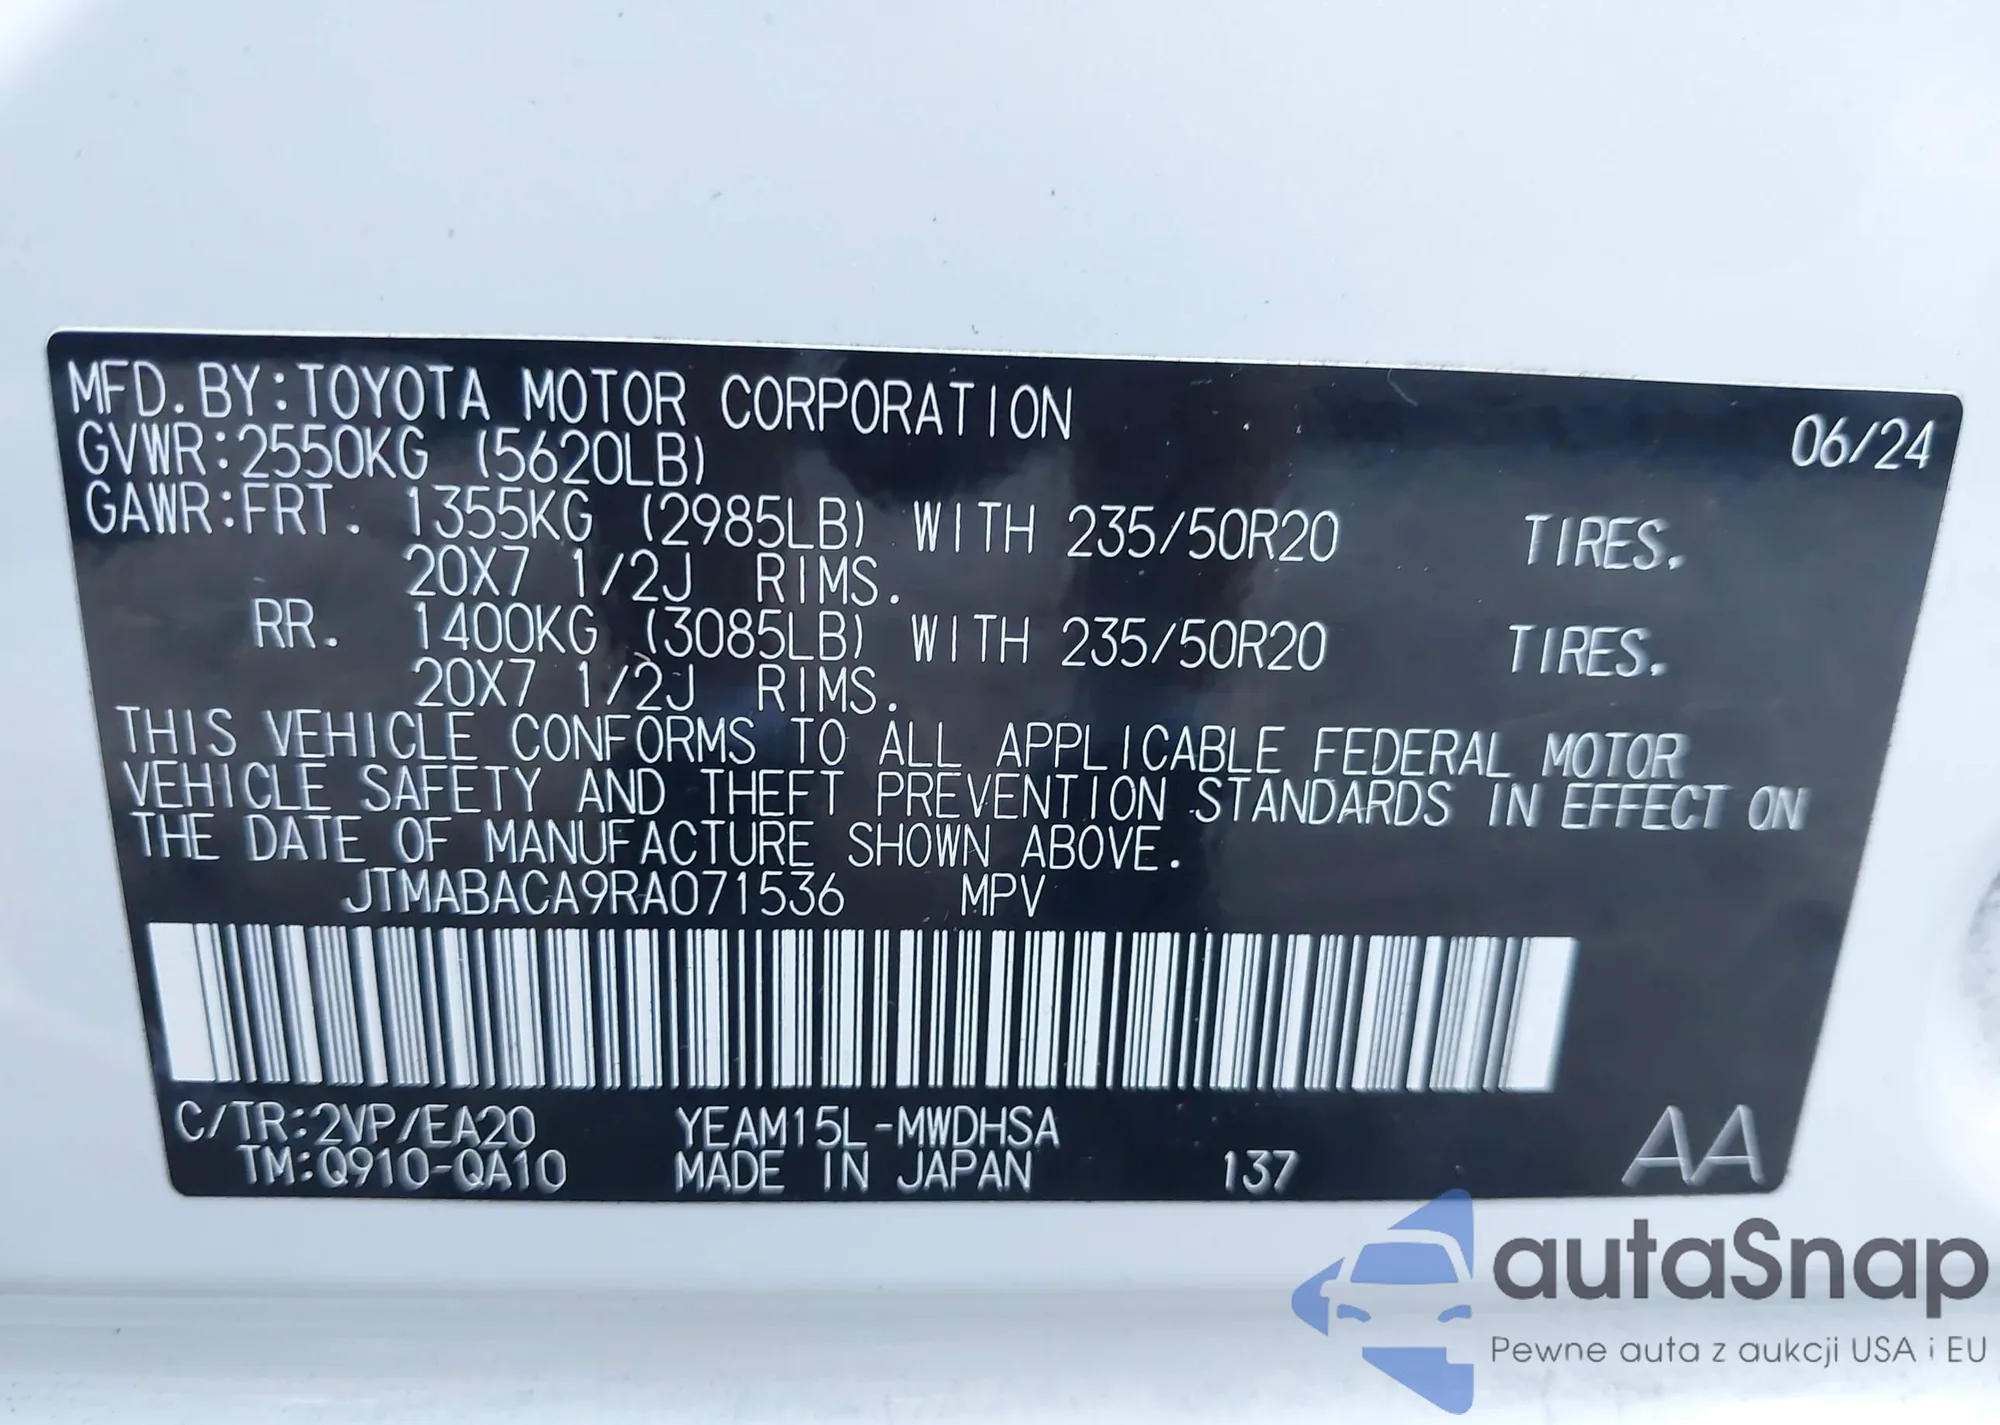 MFD.BY:TOYOTA MOTOR CORPORATION 06/24
GVWR:2550KG (5620LB)
GAWR:FRT. 1355KG (2985LB) WITH 235/50R20 TIRES.
20X7 1/2J RIMS.
RR. 1400KG (3085LB) WITH 235/50R20 TIRES.
20X7 1/2J RIMS.
THIS VEHICLE CONFORMS TO ALL APPLICABLE FEDERAL MOTOR
VEHICLE SAFETY AND THEFT PREVENTION STANDARDS IN EFFECT ON
THE DATE OF MANUFACTURE SHOWN ABOVE.
JTMABACA9RA071536 MPV
C/TR:2VP/EA20 YEAM15L-MWDHSA AA
TM:Q910-QA10 MADE IN JAPAN 137
autaSnap
Pewne auta z aukcji USA i EU